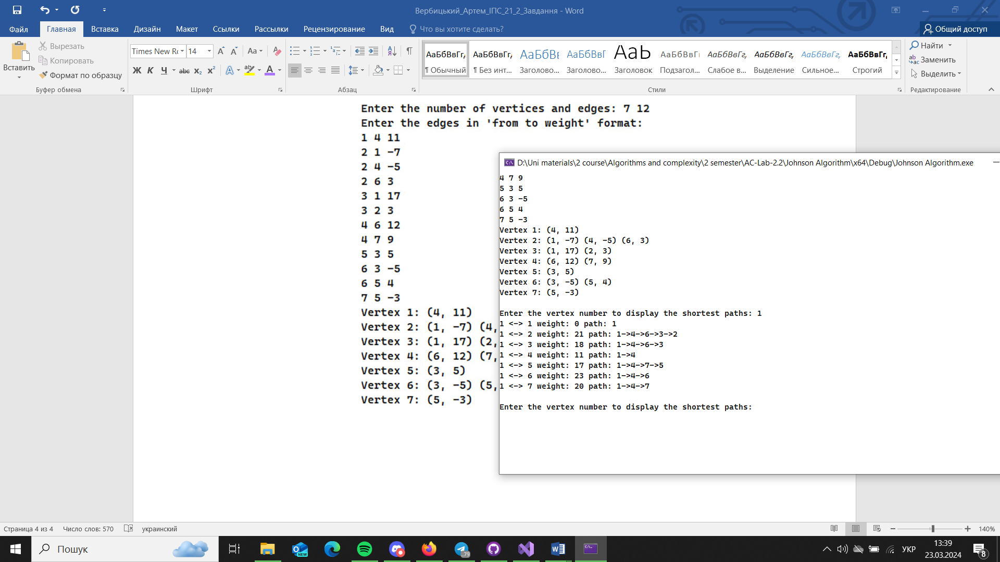 Вербицький_Артем_ІПС_21_2_Завдання - Word
Файл Главная Вставка Дизайн Макет Ссылки Рассылки Рецензирование Вид Что вы хотите сделать? Общий доступ
Вставить
Вырезать
Копировать
Формат по образцу
Буфер обмена
Times New Rc 14
Aa
Ж К Ч abc x₂ x² A aby A
Шрифт
Абзац
АаБбВвГг, АаБбВвГг, АаБбВв АаБбВвГ Aab АаБбВвГг АаБбВвГг, АаБбВвГг, АаБбВвГг, АаБбВвГг,
¶ Обычный ¶ Без инт... Заголово... Заголово... Заголовок Подзагол... Слабое в... Выделение Сильное... Строгий
Стили
Найти
Заменить
Выделить
Редактирование
Enter the number of vertices and edges: 7 12
Enter the edges in 'from to weight' format:
1 4 11
2 1 -7
2 4 -5
2 6 3
3 1 17
3 2 3
4 6 12
4 7 9
5 3 5
6 3 -5
6 5 4
7 5 -3
Vertex 1: (4, 11)
Vertex 2: (1, -7) (4,
Vertex 3: (1, 17) (2,
Vertex 4: (6, 12) (7,
Vertex 5: (3, 5)
Vertex 6: (3, -5) (5,
Vertex 7: (5, -3)
D:\Uni materials\2 course\Algorithms and complexity\2 semester\AC-Lab-2.2\Johnson Algorithm\x64\Debug\Johnson Algorithm.exe
4 7 9
5 3 5
6 3 -5
6 5 4
7 5 -3
Vertex 1: (4, 11)
Vertex 2: (1, -7) (4, -5) (6, 3)
Vertex 3: (1, 17) (2, 3)
Vertex 4: (6, 12) (7, 9)
Vertex 5: (3, 5)
Vertex 6: (3, -5) (5, 4)
Vertex 7: (5, -3)
Enter the vertex number to display the shortest paths: 1
1 <-> 1 weight: 0 path: 1
1 <-> 2 weight: 21 path: 1->4->6->3->2
1 <-> 3 weight: 18 path: 1->4->6->3
1 <-> 4 weight: 11 path: 1->4
1 <-> 5 weight: 17 path: 1->4->7->5
1 <-> 6 weight: 23 path: 1->4->6
1 <-> 7 weight: 20 path: 1->4->7
Enter the vertex number to display the shortest paths:
Страница 4 из 4 Число слов: 570 украинский 140%
Пошук
NEW
79
УКР
13:39
23.03.2024
8